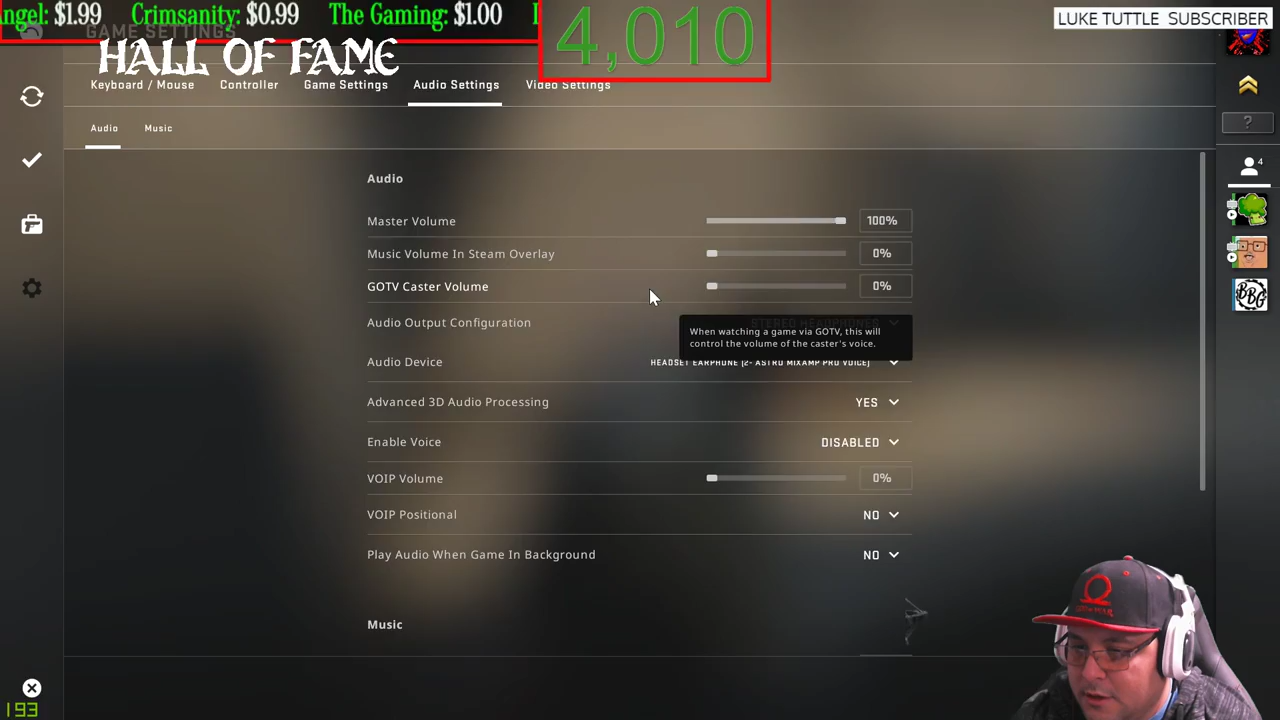 ngel: $1.99 Crimsanity: $0.99 The Gaming: $1.00
4,010
LUKE TUTTLE SUBSCRIBER
GAME SETTINGS
HALL OF FAME
Keyboard / Mouse Controller Game Settings Audio Settings Video Settings
?
Audio Music
4
Audio
Master Volume 100%
Music Volume In Steam Overlay 0%
GOTV Caster Volume 0%
Audio Output Configuration STEREO HEADPHONES
When watching a game via GOTV, this will
control the volume of the caster's voice.
Audio Device HEADSET EARPHONE (2- ASTRO MIXAMP PRO VOICE)
Advanced 3D Audio Processing YES
Enable Voice DISABLED
VOIP Volume 0%
VOIP Positional NO
Play Audio When Game In Background NO
Music
193